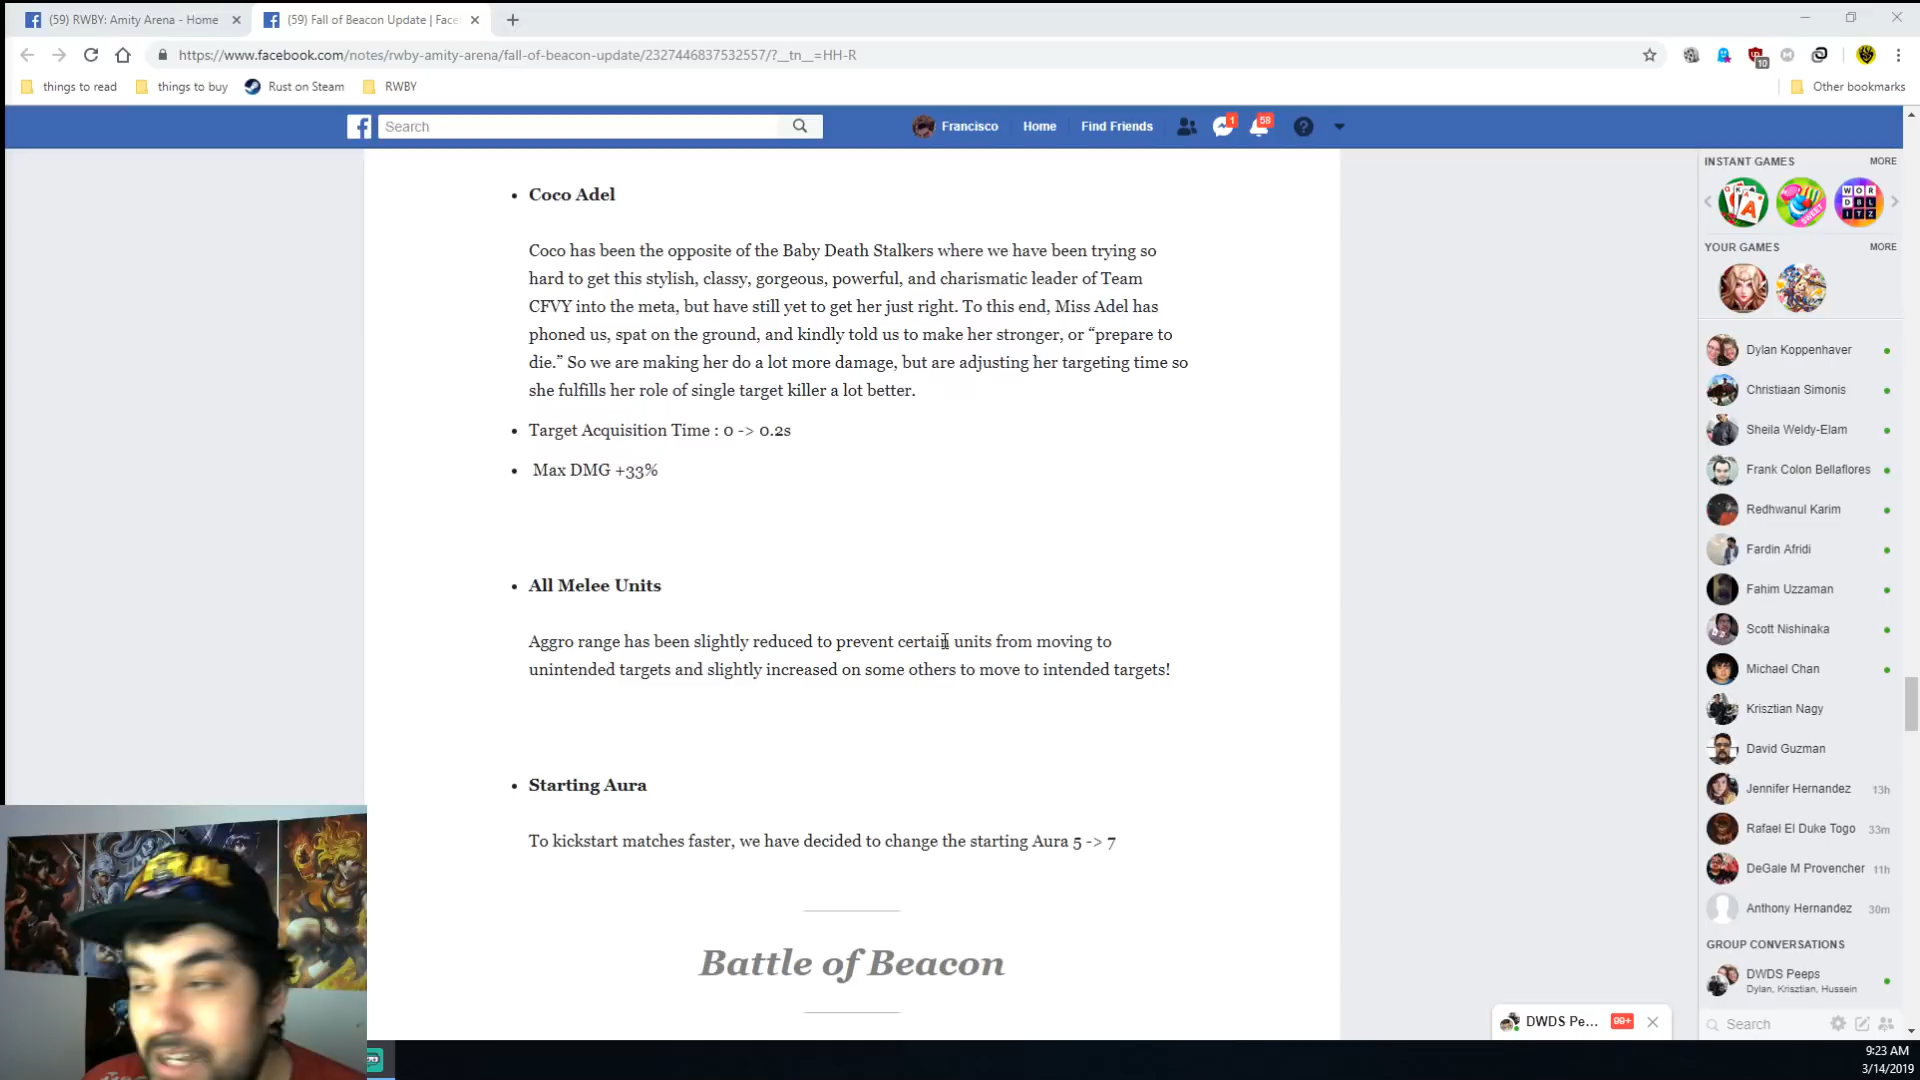 (59) RWBY: Amity Arena - Home
(59) Fall of Beacon Update | Face
https://www.facebook.com/notes/rwby-amity-arena/fall-of-beacon-update/2327446837532557/?__tn__=HH-R
10
things to read
things to buy
Rust on Steam
RWBY
Other bookmarks
Search
Francisco
Home
Find Friends
1
58
Coco Adel
Coco has been the opposite of the Baby Death Stalkers where we have been trying so
hard to get this stylish, classy, gorgeous, powerful, and charismatic leader of Team
CFVY into the meta, but have still yet to get her just right. To this end, Miss Adel has
phoned us, spat on the ground, and kindly told us to make her stronger, or “prepare to
die.” So we are making her do a lot more damage, but are adjusting her targeting time so
she fulfills her role of single target killer a lot better.
Target Acquisition Time : 0 -> 0.2s
Max DMG +33%
All Melee Units
Aggro range has been slightly reduced to prevent certain units from moving to
unintended targets and slightly increased on some others to move to intended targets!
Starting Aura
To kickstart matches faster, we have decided to change the starting Aura 5 -> 7
Battle of Beacon
INSTANT GAMES
MORE
WOR
DBL
ITZ
YOUR GAMES
MORE
Dylan Koppenhaver
Christiaan Simonis
Sheila Weldy-Elam
Frank Colon Bellaflores
Redhwanul Karim
Fardin Afridi
Fahim Uzzaman
Scott Nishinaka
Michael Chan
Krisztian Nagy
David Guzman
Jennifer Hernandez 13h
Rafael El Duke Togo 33m
DeGale M Provencher 11h
Anthony Hernandez 30m
GROUP CONVERSATIONS
DWDS Peeps
Dylan, Krisztian, Hussein
DWDS Pe... 99+
Search
9:23 AM
3/14/2019